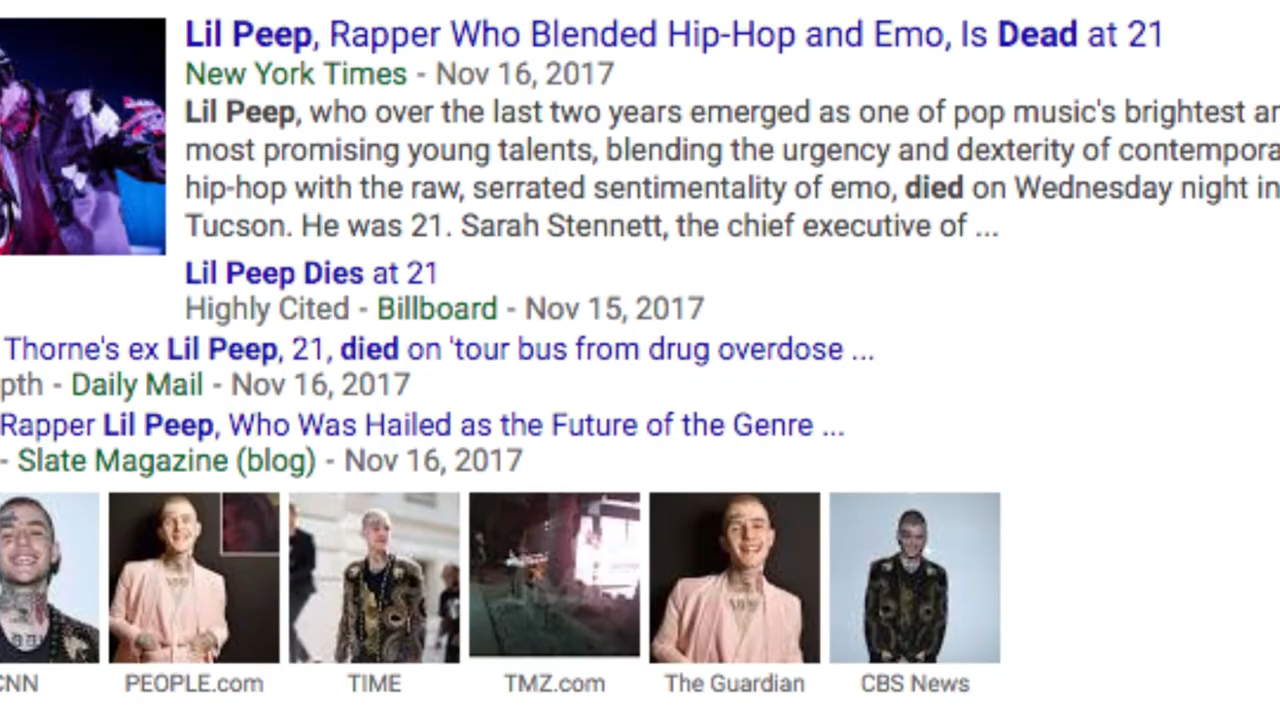 Lil Peep, Rapper Who Blended Hip-Hop and Emo, Is Dead at 21
New York Times - Nov 16, 2017
Lil Peep, who over the last two years emerged as one of pop music's brightest
most promising young talents, blending the urgency and dexterity of
hip-hop with the raw, serrated sentimentality of emo, died on Wednesday night in
Tucson. He was 21. Sarah Stennett, the chief executive of ...
Lil Peep Dies at 21
Highly Cited - Billboard - Nov 15, 2017
Thorne's ex Lil Peep, 21, died on 'tour bus from drug overdose ...
pth - Daily Mail - Nov 16, 2017
Rapper Lil Peep, Who Was Hailed as the Future of the Genre ...
- Slate Magazine (blog) - Nov 16, 2017
CNN PEOPLE.com TIME TMZ.com The Guardian CBS News